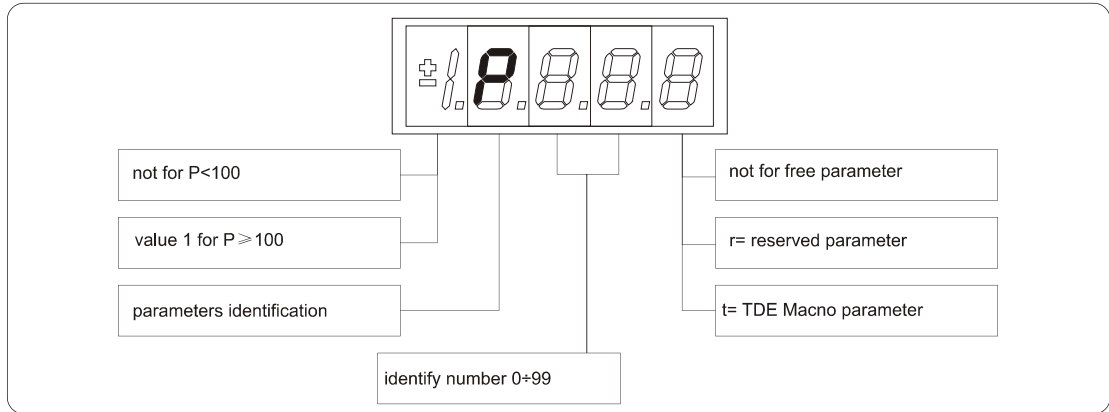 ±1.P.8.8.8
not for P<100
value 1 for P≥100
parameters identification
identify number 0÷99
not for free parameter
r= reserved parameter
t= TDE Macno parameter